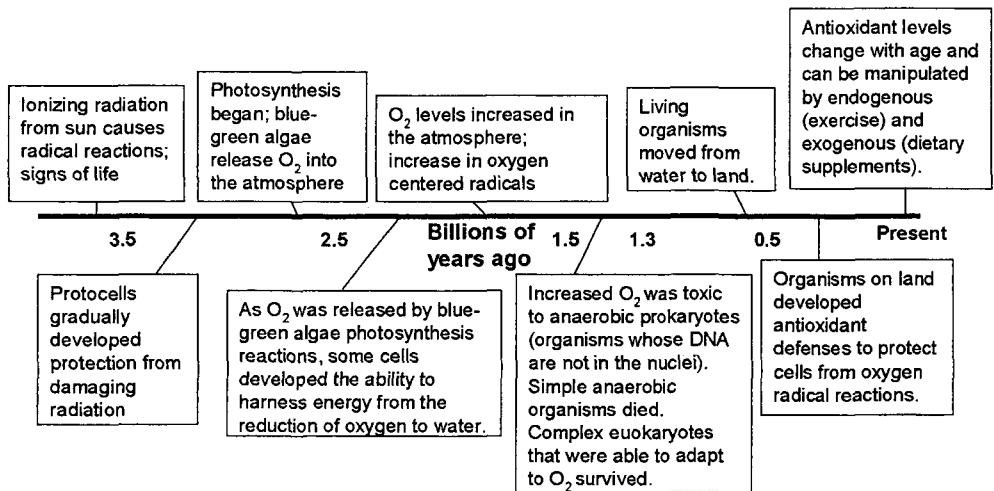 Ionizing radiation
from sun causes
radical reactions;
signs of life
Photosynthesis
began; blue-
green algae
release O₂ into
the atmosphere
O₂ levels increased in
the atmosphere;
increase in oxygen
centered radicals
Living
organisms
moved from
water to land.
Antioxidant levels
change with age and
can be manipulated
by endogenous
(exercise) and
exogenous (dietary
supplements).
3.5
2.5
Billions of
years ago
1.5
1.3
0.5
Present
Protocells
gradually
developed
protection from
damaging
radiation
As O₂ was released by blue-
green algae photosynthesis
reactions, some cells
developed the ability to
harness energy from the
reduction of oxygen to water.
Increased O₂ was toxic
to anaerobic prokaryotes
(organisms whose DNA
are not in the nuclei).
Simple anaerobic
organisms died.
Complex euokaryotes
that were able to adapt
to O₂ survived.
Organisms on land
developed
antioxidant
defenses to protect
cells from oxygen
radical reactions.